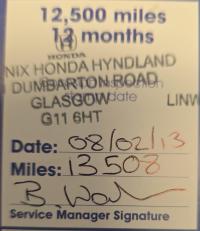 12,500 miles
12 months
HONDA
NIX HONDA HYNDLAND
DUMBARTON ROAD
GLASGOW
LINW
G11 6HT
Date: 08/02/13
Miles: 13508
Service Manager Signature